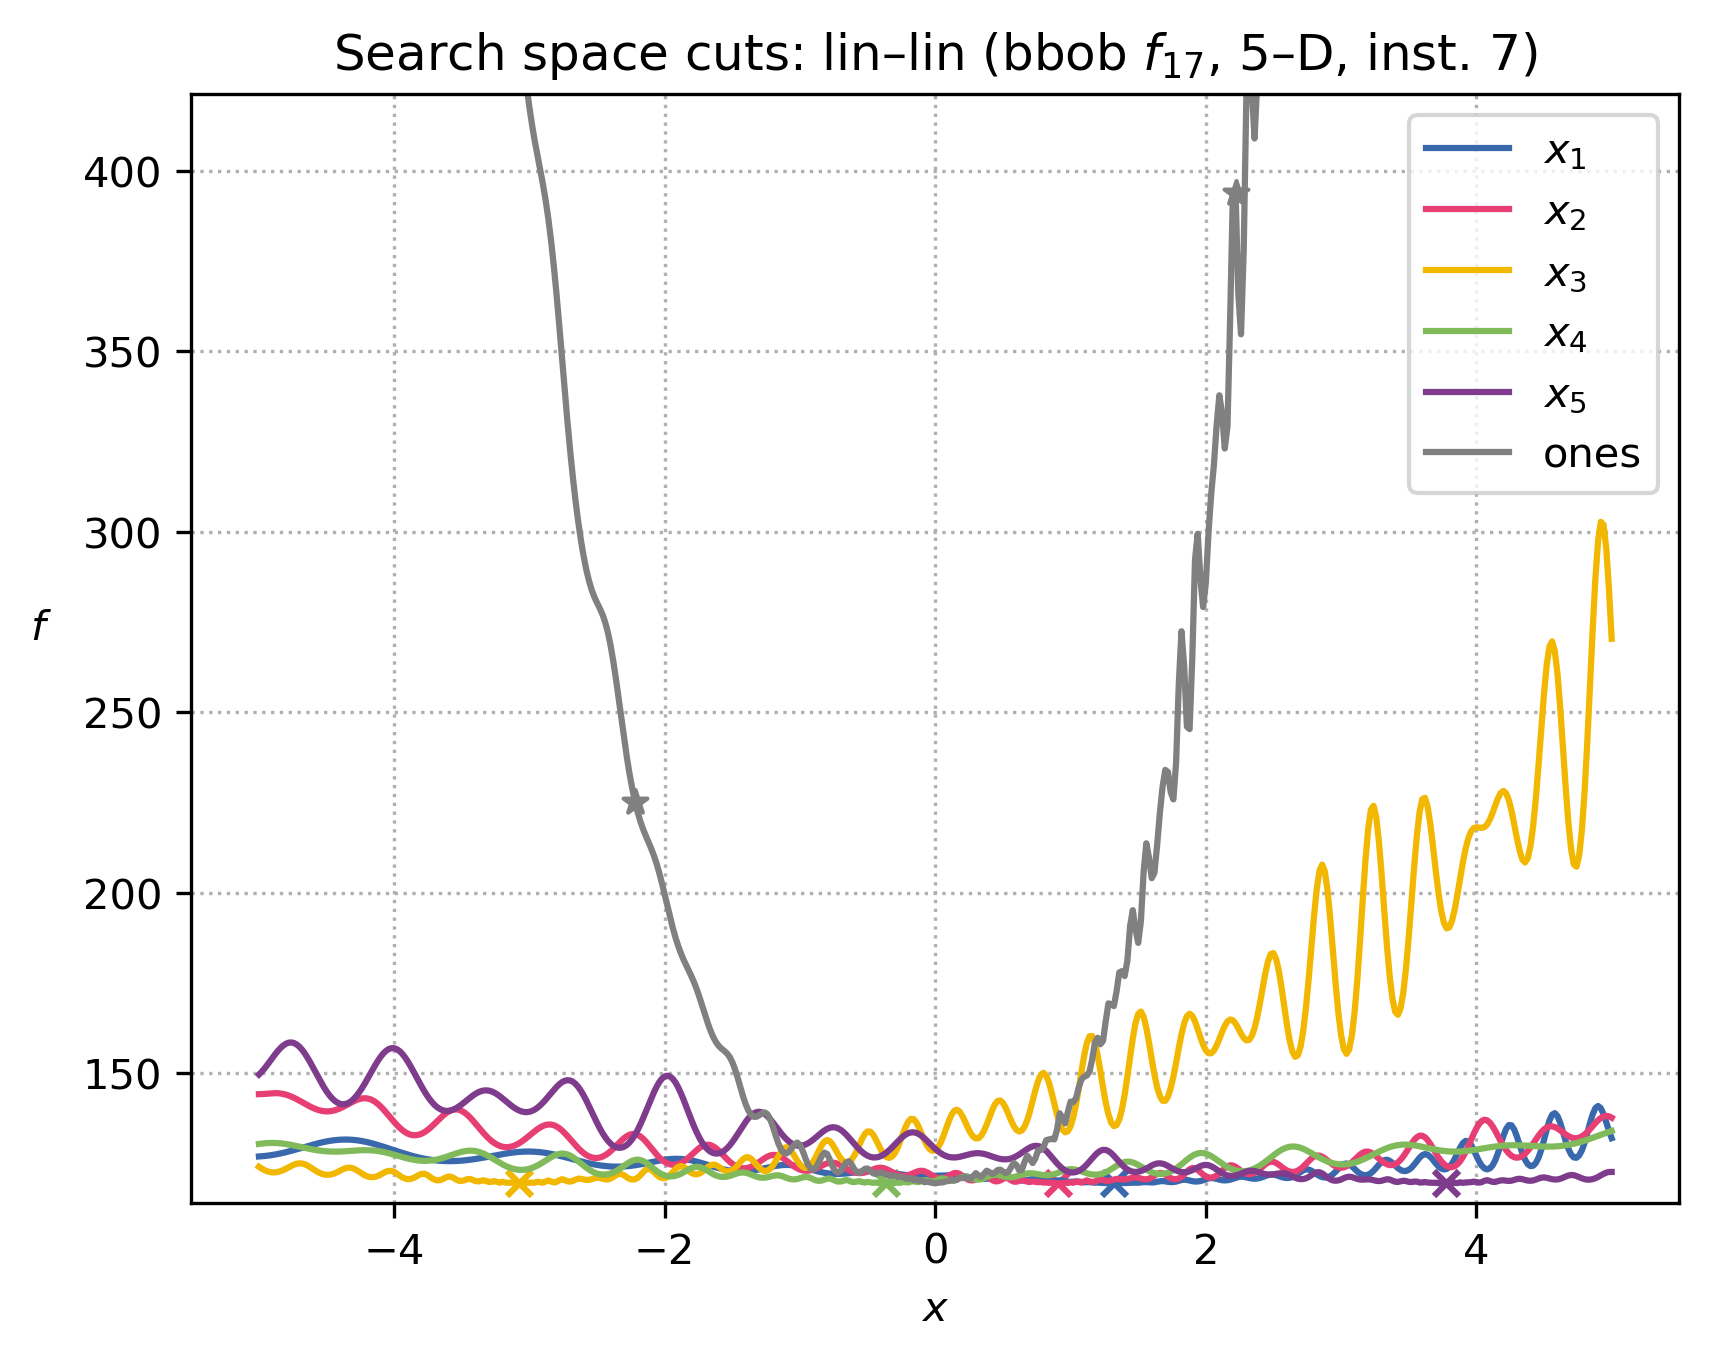 Search space cuts: lin–lin (bbob f₁₇, 5–D, inst. 7)
x₁
x₂
x₃
x₄
x₅
ones
400
350
300
250
200
150
f
−4
−2
0
2
4
x